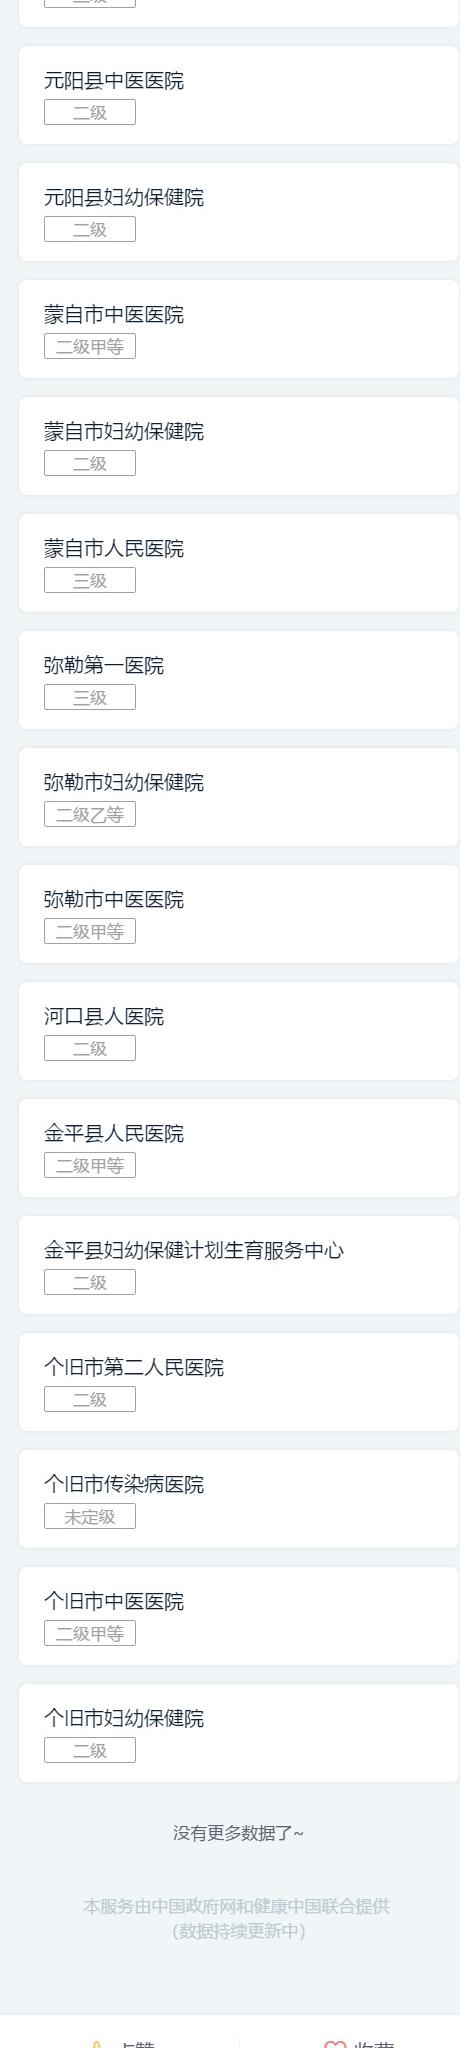 元阳县中医医院
二级
元阳县妇幼保健院
二级
蒙自市中医医院
二级甲等
蒙自市妇幼保健院
二级
蒙自市人民医院
三级
弥勒第一医院
三级
弥勒市妇幼保健院
二级乙等
弥勒市中医医院
二级甲等
河口县人医院
二级
金平县人民医院
二级甲等
金平县妇幼保健计划生育服务中心
二级
个旧市第二人民医院
二级
个旧市传染病医院
未定级
个旧市中医医院
二级甲等
个旧市妇幼保健院
二级
没有更多数据了~
本服务由中国政府网和健康中国联合提供
(数据持续更新中)
点赞 收藏